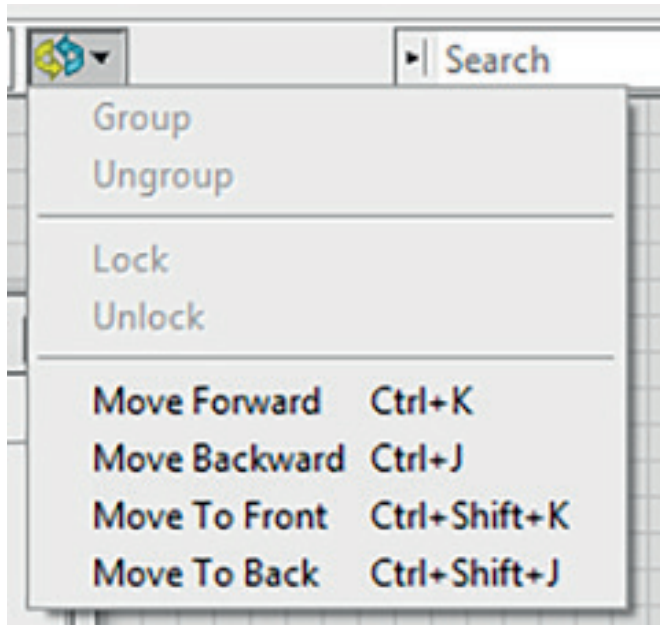 Search
Group
Ungroup
Lock
Unlock
Move Forward Ctrl+K
Move Backward Ctrl+J
Move To Front Ctrl+Shift+K
Move To Back Ctrl+Shift+J